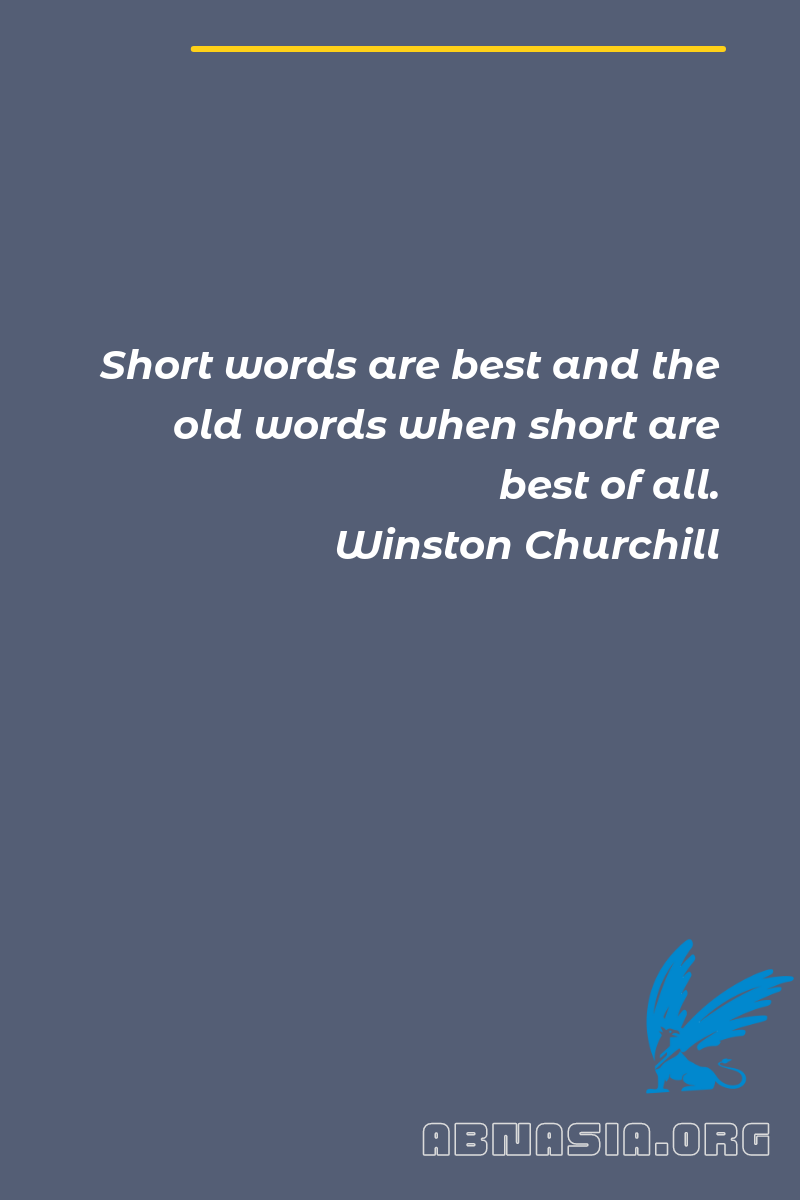 Short words are best and the
old words when short are
best of all.
Winston Churchill
ABNASIA.ORG